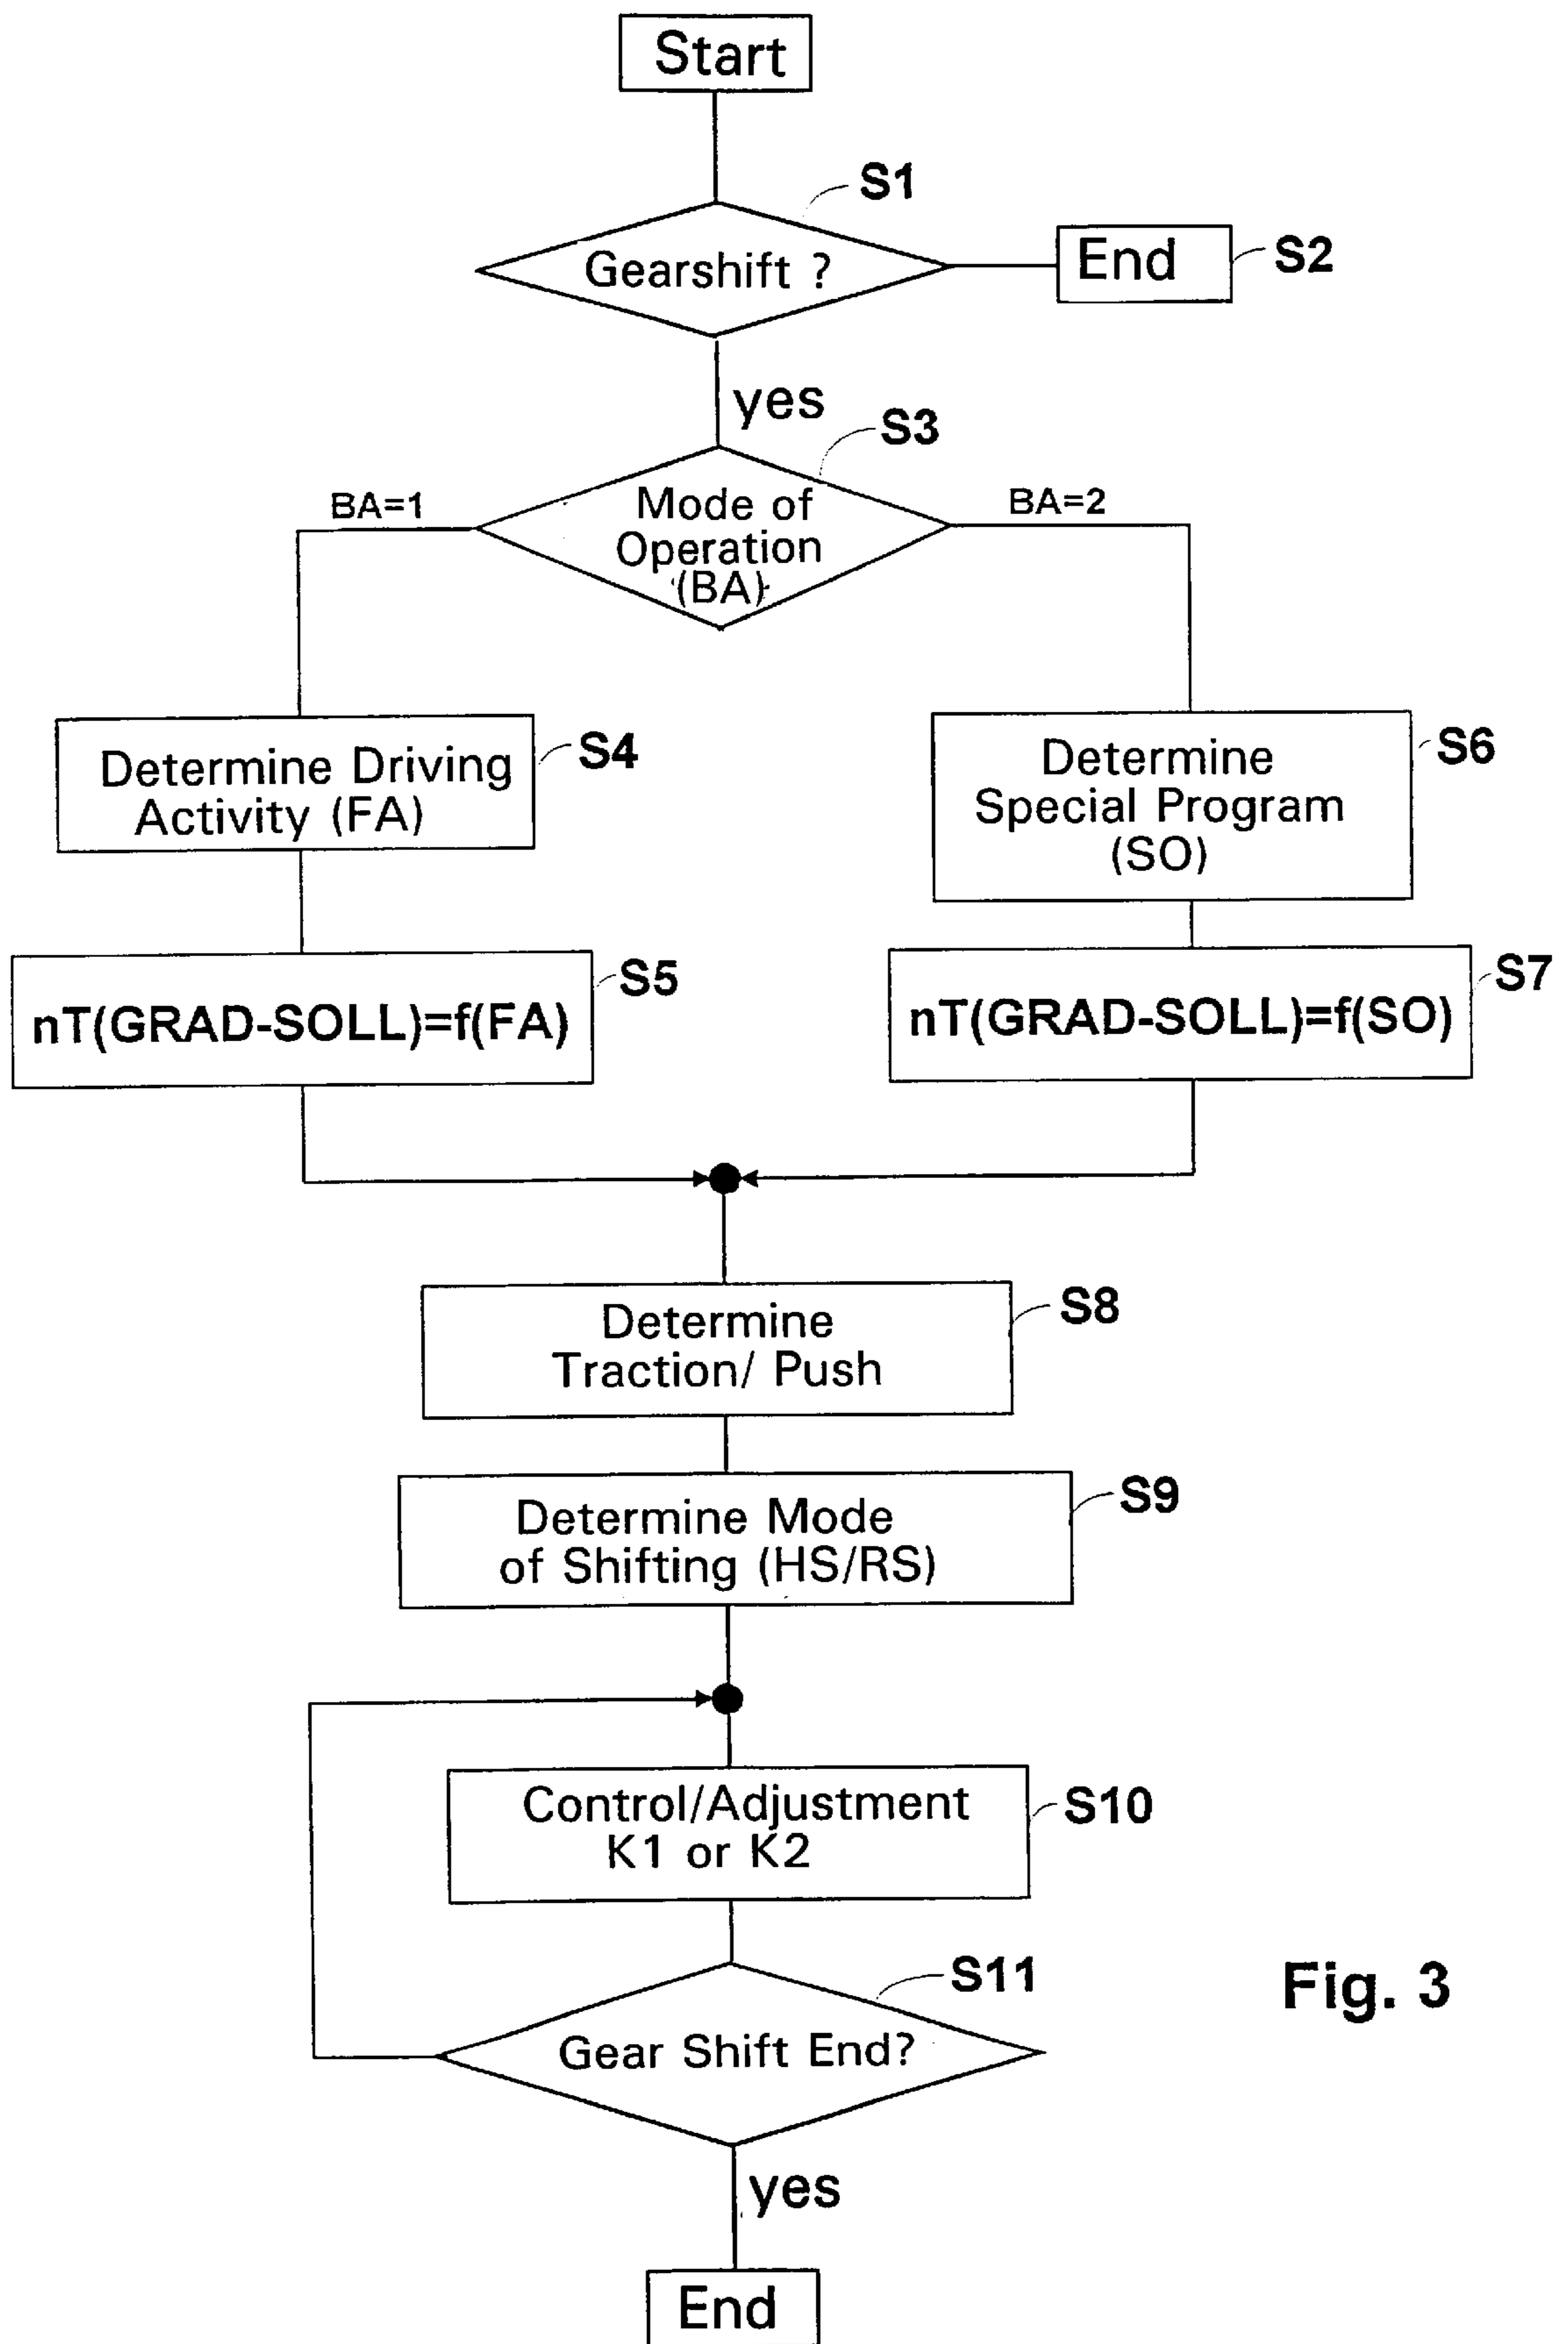 Start
S1
Gearshift ?
End
S2
yes
S3
BA=1
Mode of
Operation
(BA)
BA=2
Determine Driving
Activity (FA)
S4
Determine
Special Program
(SO)
S6
nT(GRAD-SOLL)=f(FA)
S5
nT(GRAD-SOLL)=f(SO)
S7
Determine
Traction/ Push
S8
Determine Mode
of Shifting (HS/RS)
S9
Control/Adjustment
K1 or K2
S10
S11
Gear Shift End?
Fig. 3
yes
End